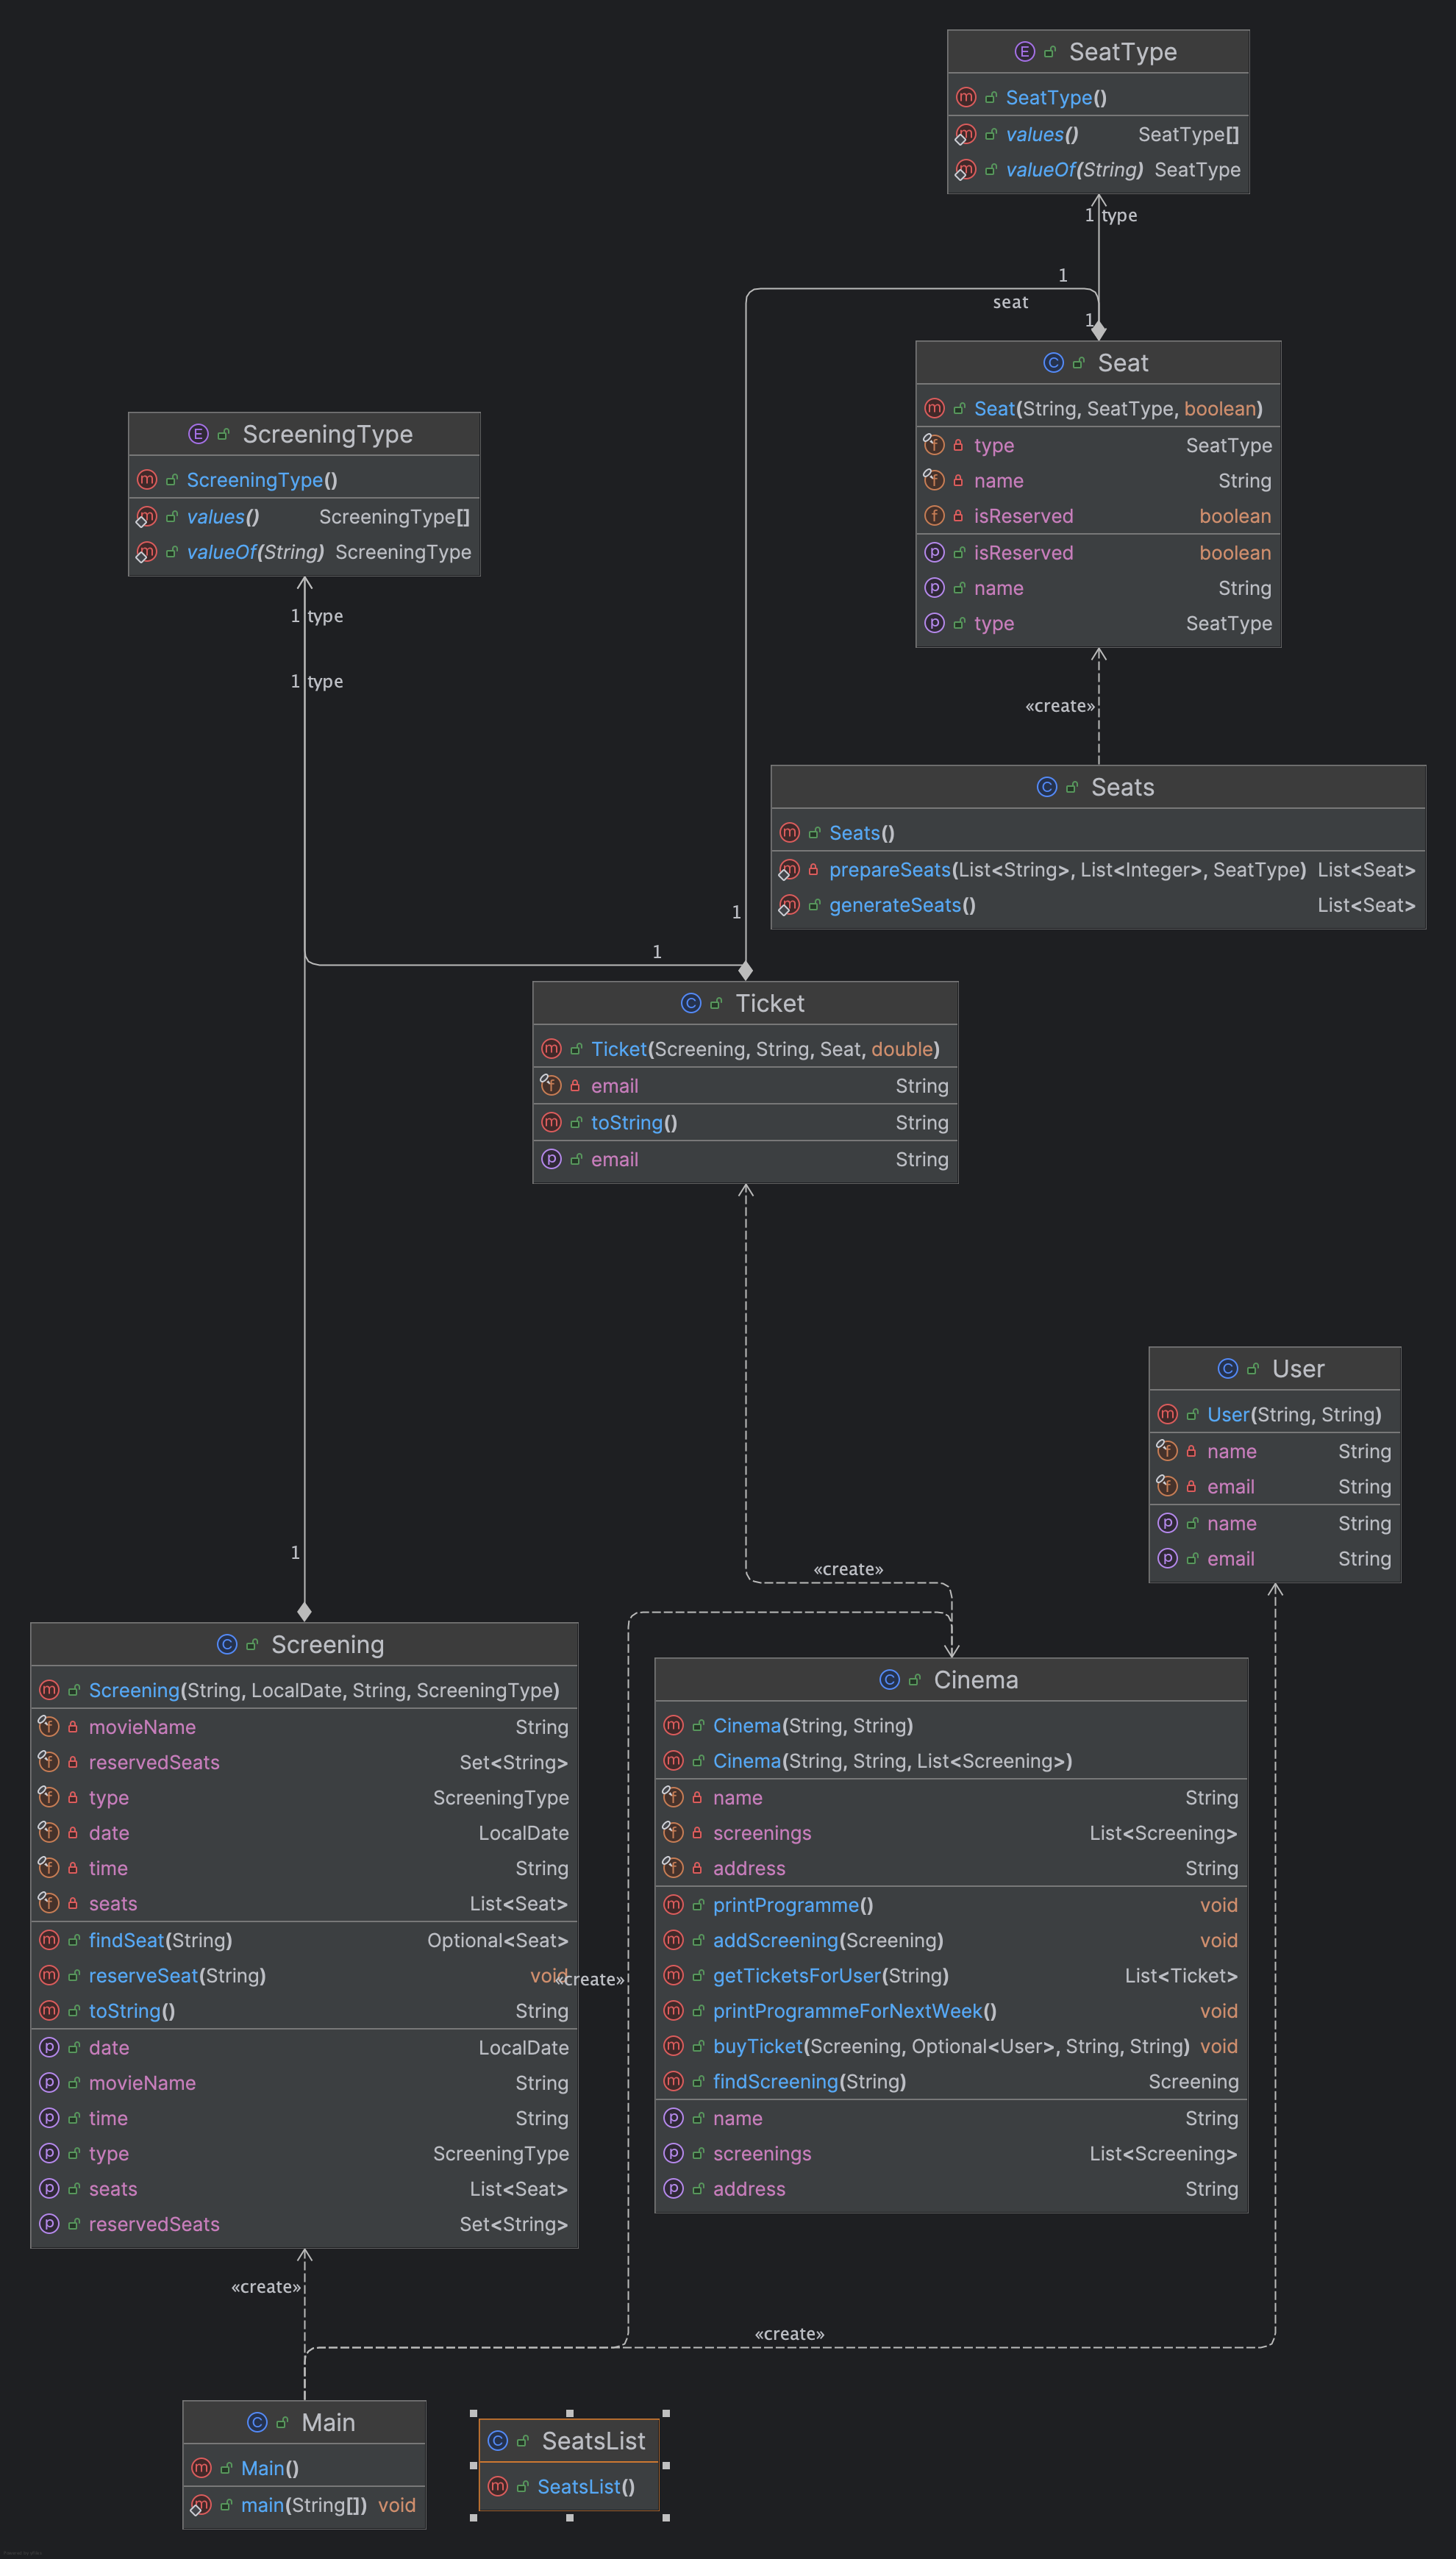 SeatType
SeatType()
values() SeatType[]
valueOf(String) SeatType
1 type
1
seat
1
Seat
Seat(String, SeatType, boolean)
type SeatType
name String
isReserved boolean
isReserved boolean
name String
type SeatType
ScreeningType
ScreeningType()
values() ScreeningType[]
valueOf(String) ScreeningType
1 type
1 type
«create»
Seats
Seats()
prepareSeats(List<String>, List<Integer>, SeatType) List<Seat>
generateSeats() List<Seat>
1
1
Ticket
Ticket(Screening, String, Seat, double)
email String
toString() String
email String
User
User(String, String)
name String
email String
name String
email String
1
«create»
Screening
Screening(String, LocalDate, String, ScreeningType)
movieName String
reservedSeats Set<String>
type ScreeningType
date LocalDate
time String
seats List<Seat>
findSeat(String) Optional<Seat>
reserveSeat(String) void
toString() String
date LocalDate
movieName String
time String
type ScreeningType
seats List<Seat>
reservedSeats Set<String>
«create»
Cinema
Cinema(String, String)
Cinema(String, String, List<Screening>)
name String
screenings List<Screening>
address String
printProgramme() void
addScreening(Screening) void
getTicketsForUser(String) List<Ticket>
printProgrammeForNextWeek() void
buyTicket(Screening, Optional<User>, String, String) void
findScreening(String) Screening
name String
screenings List<Screening>
address String
«create»
«create»
Main
Main()
main(String[]) void
SeatsList
SeatsList()